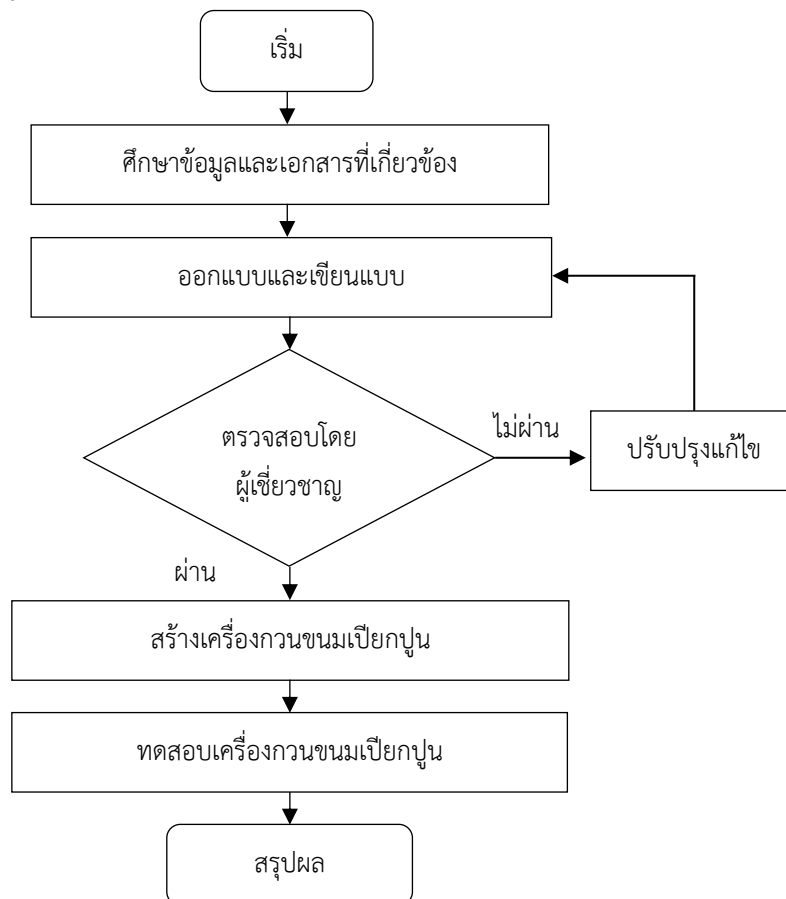 เริ่ม
ศึกษาข้อมูลและเอกสารที่เกี่ยวข้อง
ออกแบบและเขียนแบบ
ตรวจสอบโดย
ผู้เชี่ยวชาญ
ไม่ผ่าน
ปรับปรุงแก้ไข
ผ่าน
สร้างเครื่องกวนขนมเปียกปูน
ทดสอบเครื่องกวนขนมเปียกปูน
สรุปผล